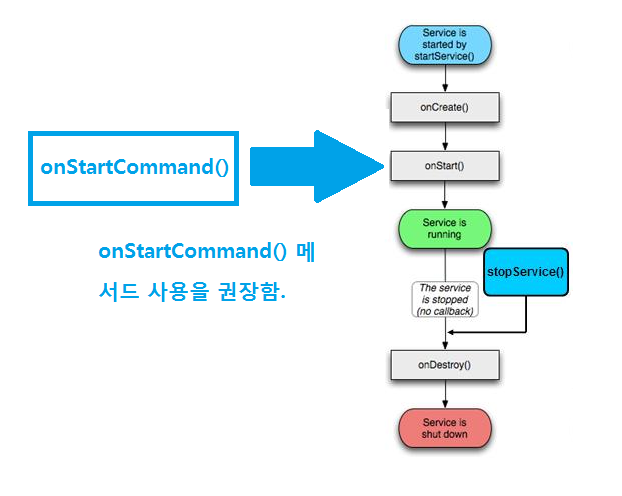 Service is
started by
startService()
onCreate()
onStartCommand()
onStart()
onStartCommand() 메
서드 사용을 권장함.
Service is
running
stopService()
The service
is stopped
(no callback)
onDestroy()
Service is
shut down